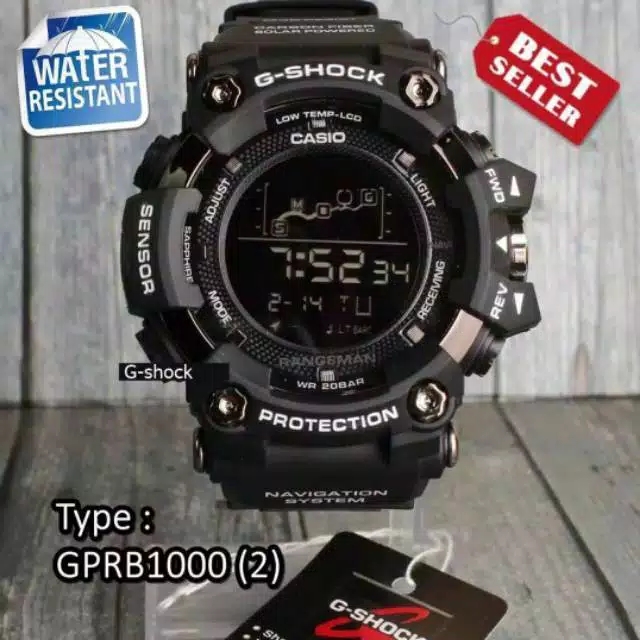 WATER
RESISTANT
BEST
SELLER
CARBON FIBER
SOLAR POWERED
G-SHOCK
LOW TEMP-LCD
CASIO
ADJUST
LIGHT
SENSOR
SAPPHIRE
MODE
FWD
REV
RECEIVING
G
S M O
7:52 34
2-14 TU
RANGEMAN
WR 20BAR
G-shock
PROTECTION
NAVIGATION
SYSTEM
Type :
GPRB1000 (2)
G-SHOCK